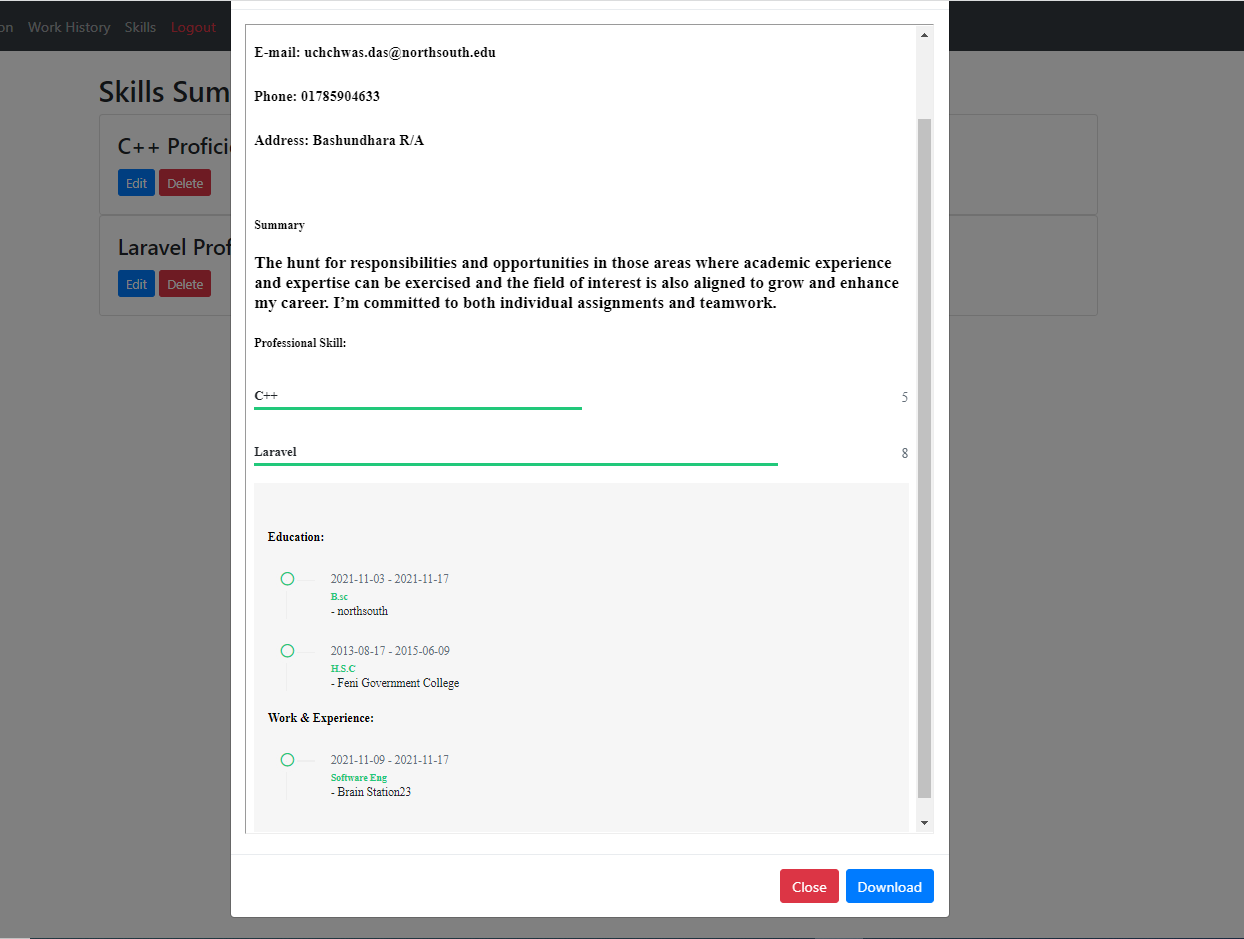 on Work History Skills Logout
Skills Sum
C++ Profici
Edit Delete
Laravel Prof
Edit Delete
E-mail: uchchwas.das@northsouth.edu
Phone: 01785904633
Address: Bashundhara R/A
Summary
The hunt for responsibilities and opportunities in those areas where academic experience
and expertise can be exercised and the field of interest is also aligned to grow and enhance
my career. I’m committed to both individual assignments and teamwork.
Professional Skill:
C++ 5
Laravel 8
Education:
2021-11-03 - 2021-11-17
B.sc
- northsouth
2013-08-17 - 2015-06-09
H.S.C
- Feni Government College
Work & Experience:
2021-11-09 - 2021-11-17
Software Eng
- Brain Station23
Close Download